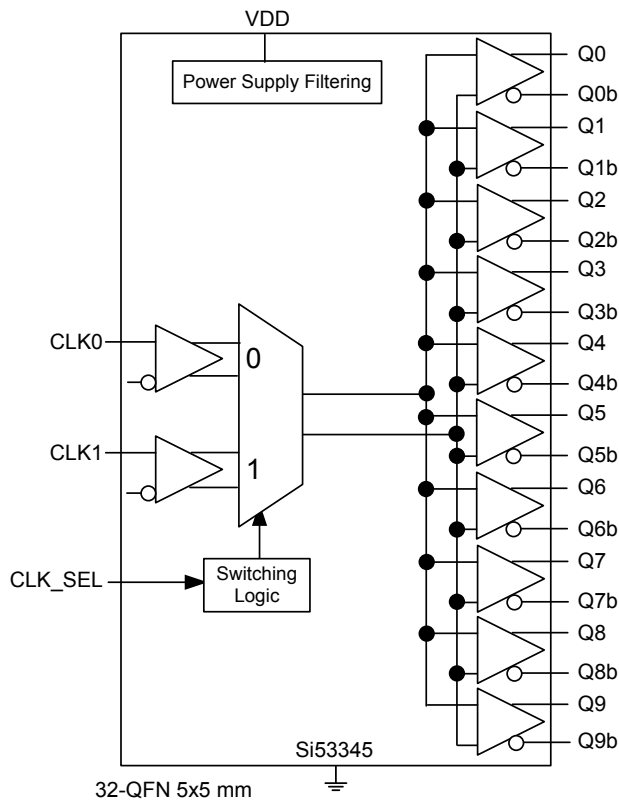 VDD
Power Supply Filtering
Q0
Q0b
Q1
Q1b
Q2
Q2b
Q3
Q3b
CLK0
0
Q4
Q4b
Q5
CLK1
1
Q5b
Q6
Q6b
CLK_SEL
Switching
Logic
Q7
Q7b
Q8
Q8b
Q9
Q9b
Si53345
32-QFN 5x5 mm